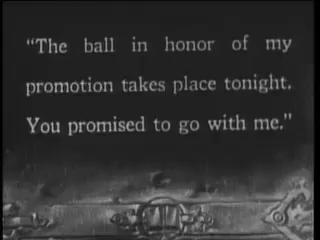 “The ball in honor of my
promotion takes place tonight.
You promised to go with me.”